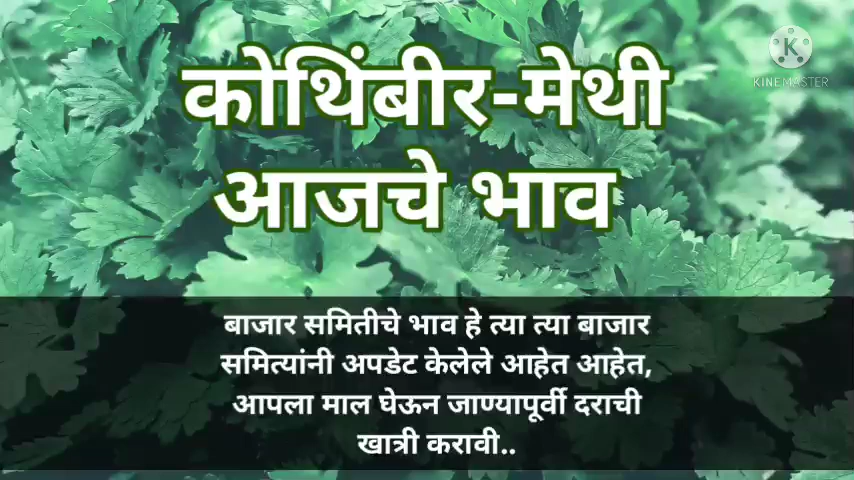 कोथिंबीर-मेथी
आजचे भाव
K
KINEMASTER
बाजार समितीचे भाव हे त्या त्या बाजार
समित्यांनी अपडेट केलेले आहेत आहेत,
आपला माल घेऊन जाण्यापूर्वी दराची
खात्री करावी..